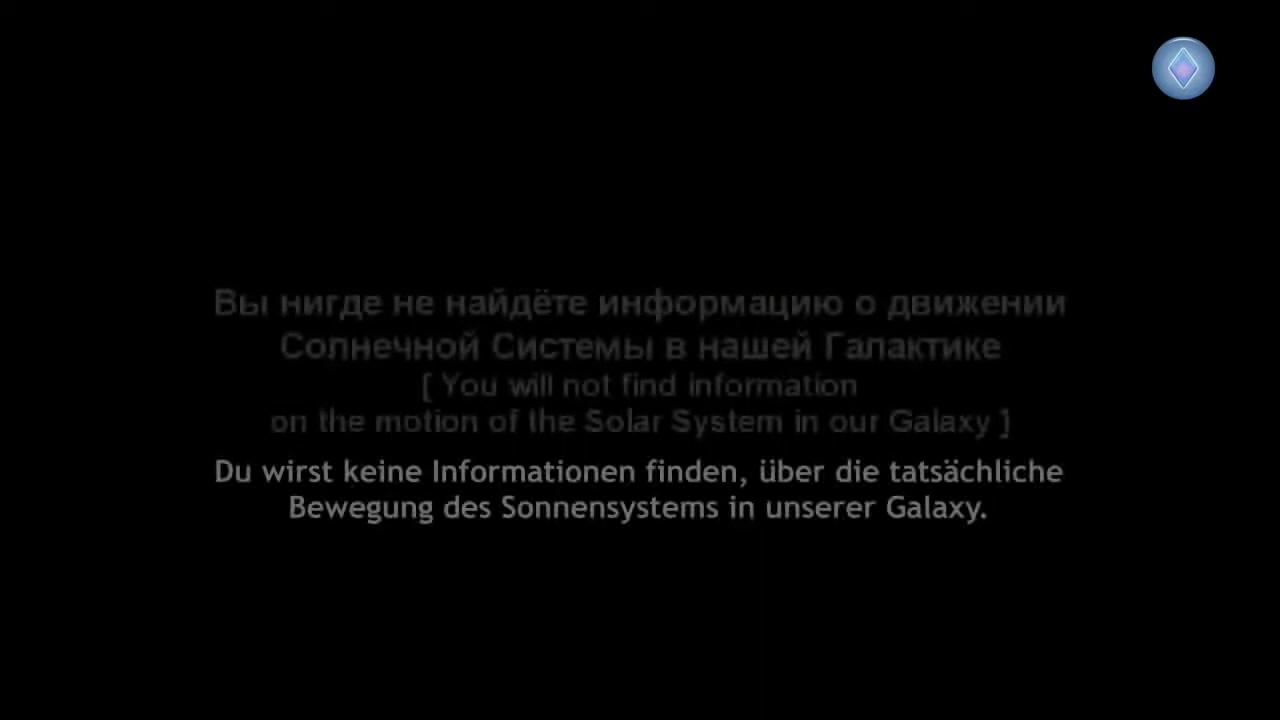 Вы нигде не найдёте информацию о движении
Солнечной Системы в нашей Галактике
[ You will not find information
on the motion of the Solar System in our Galaxy ]
Du wirst keine Informationen finden, über die tatsächliche
Bewegung des Sonnensystems in unserer Galaxy.